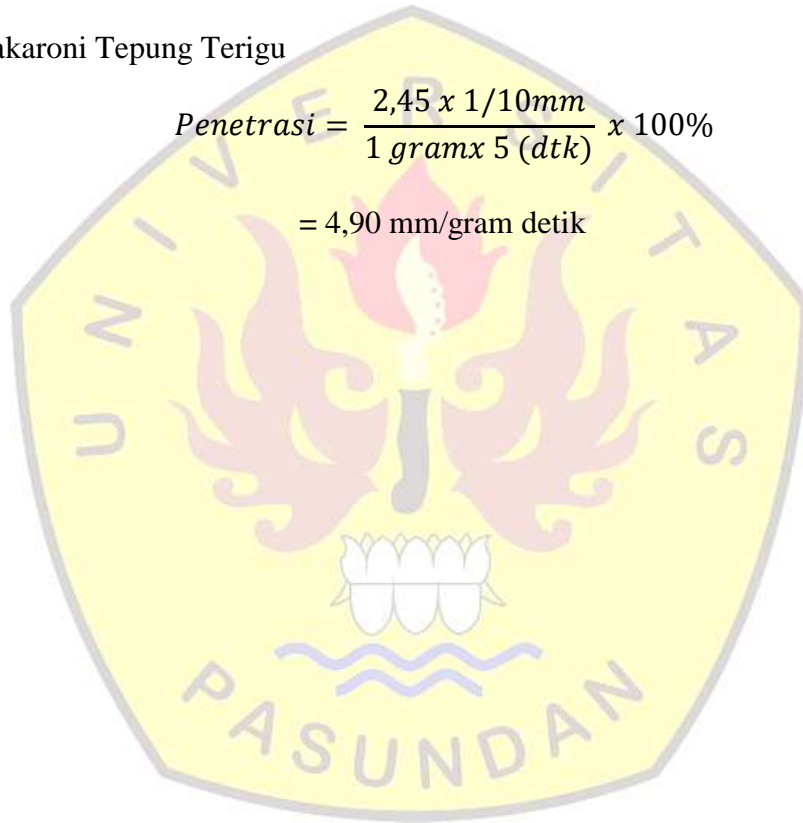 akaroni Tepung Terigu
Penetrasi = 2,45 x 1/10mm / 1 gramx 5 (dtk) x 100%
= 4,90 mm/gram detik
UNIVERSITAS
PASUNDAN